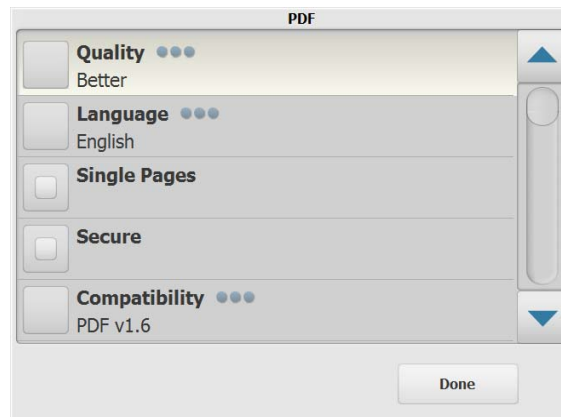 PDF
Quality
Better
Language
English
Single Pages
Secure
Compatibility
PDF v1.6
Done